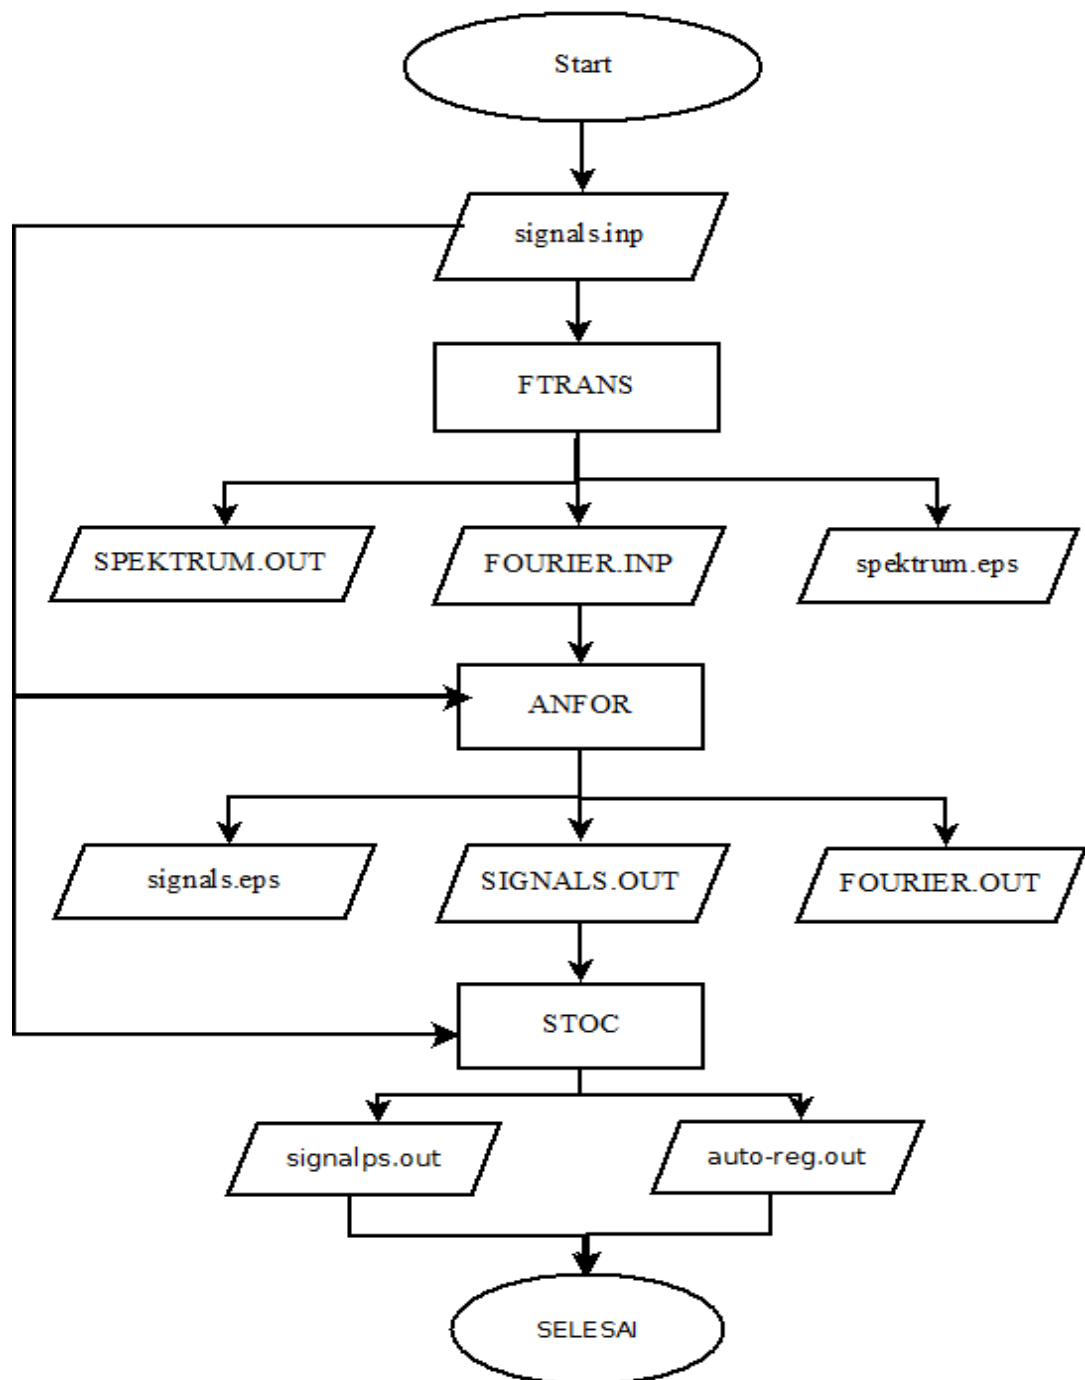 Start
signals.inp
FTRANS
SPEKTRUM.OUT
FOURIER.INP
spektrum.eps
ANFOR
signals.eps
SIGNALS.OUT
FOURIER.OUT
STOC
signalps.out
auto-reg.out
SELESAI